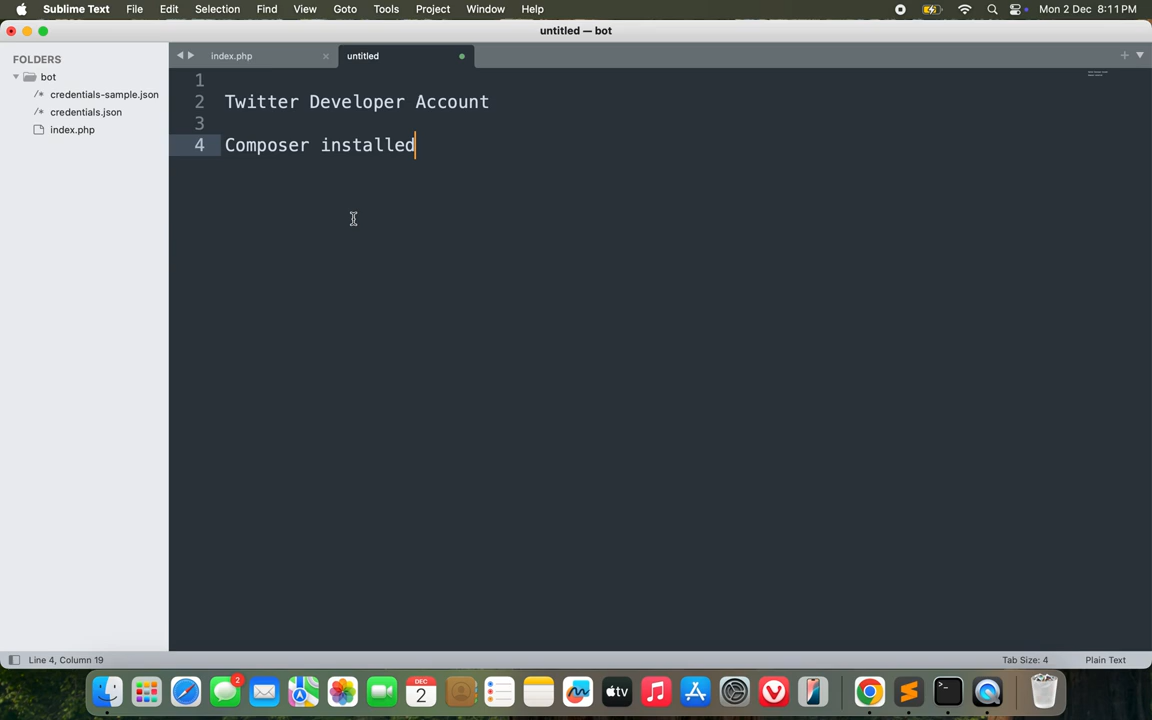 Sublime Text File Edit Selection Find View Goto Tools Project Window Help Mon 2 Dec 8:11 PM
untitled — bot
FOLDERS
bot
/* credentials-sample.json
/* credentials.json
index.php
index.php untitled
1
2 Twitter Developer Account
3
4 Composer installed
Line 4, Column 19 Tab Size: 4 Plain Text
2
DEC
2
tv